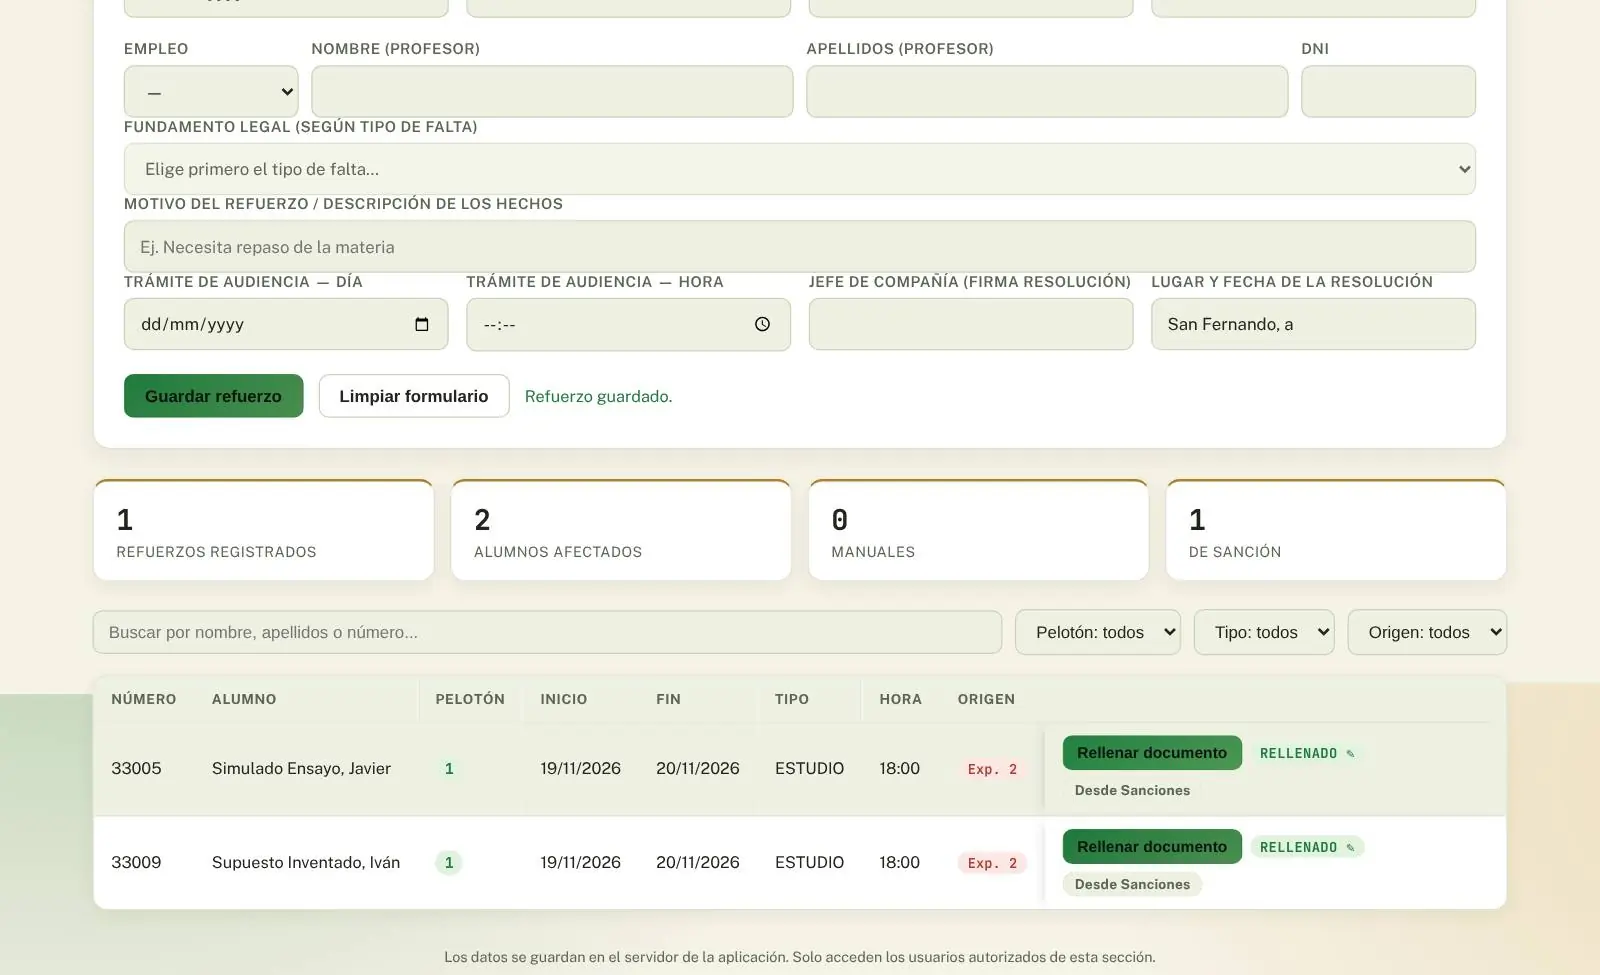 EMPLEO NOMBRE (PROFESOR) APELLIDOS (PROFESOR) DNI
—
FUNDAMENTO LEGAL (SEGÚN TIPO DE FALTA)
Elige primero el tipo de falta...
MOTIVO DEL REFUERZO / DESCRIPCIÓN DE LOS HECHOS
Ej. Necesita repaso de la materia
TRÁMITE DE AUDIENCIA — DÍA TRÁMITE DE AUDIENCIA — HORA JEFE DE COMPAÑÍA (FIRMA RESOLUCIÓN) LUGAR Y FECHA DE LA RESOLUCIÓN
dd/mm/yyyy --:-- San Fernando, a
Guardar refuerzo Limpiar formulario Refuerzo guardado.
1 2 0 1
REFUERZOS REGISTRADOS ALUMNOS AFECTADOS MANUALES DE SANCIÓN
Buscar por nombre, apellidos o número... Pelotón: todos Tipo: todos Origen: todos
NÚMERO ALUMNO PELOTÓN INICIO FIN TIPO HORA ORIGEN
33005 Simulado Ensayo, Javier 1 19/11/2026 20/11/2026 ESTUDIO 18:00 Exp. 2 Rellenar documento RELLENADO ✎
Desde Sanciones
33009 Supuesto Inventado, Iván 1 19/11/2026 20/11/2026 ESTUDIO 18:00 Exp. 2 Rellenar documento RELLENADO ✎
Desde Sanciones
Los datos se guardan en el servidor de la aplicación. Solo acceden los usuarios autorizados de esta sección.